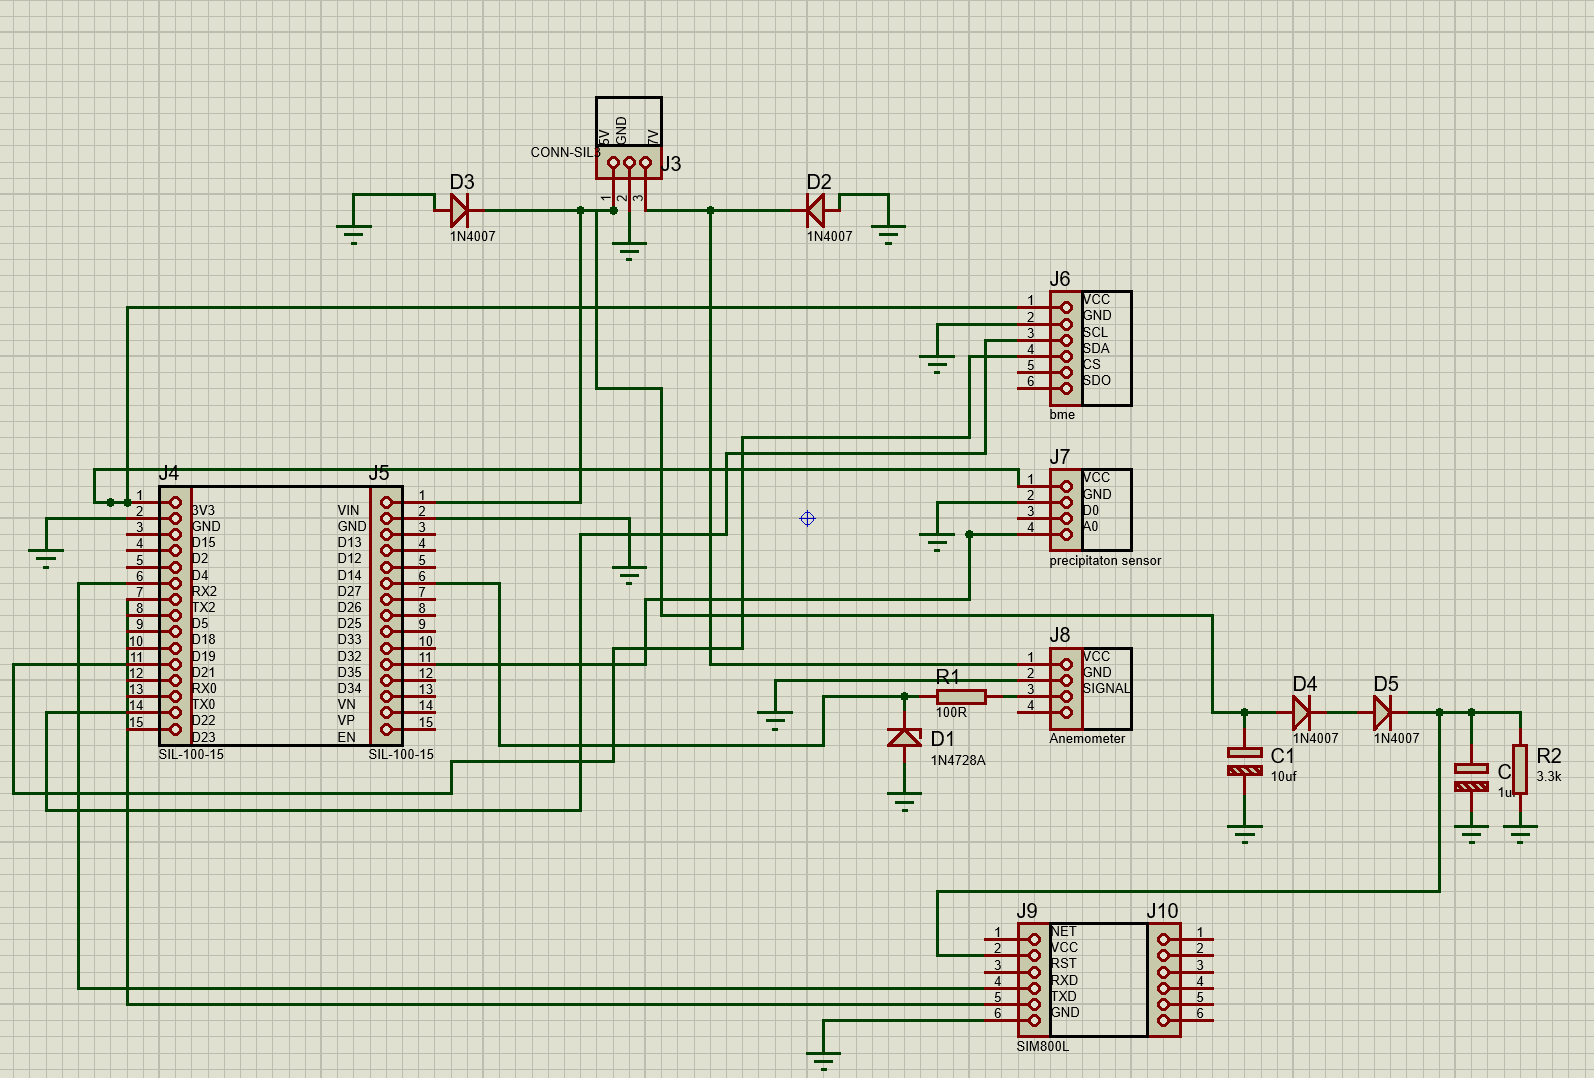 5V
GND
7V
CONN-SIL3
J3
1
2
3
D3
1N4007
D2
1N4007
J6
1 VCC
2 GND
3 SCL
4 SDA
5 CS
6 SDO
bme
J7
1 VCC
2 GND
3 D0
4 A0
precipitaton sensor
J4
1 3V3
2 GND
3 D15
4 D2
5 D4
6 RX2
7 TX2
8 D5
9 D18
10 D19
11 D21
12 RX0
13 TX0
14 D22
15 D23
SIL-100-15
J5
VIN 1
GND 2
D13 3
D12 4
D14 5
D27 6
D26 7
D25 8
D33 9
D32 10
D35 11
D34 12
VN 13
VP 14
EN 15
SIL-100-15
J8
1 VCC
2 GND
3 SIGNAL
4
Anemometer
R1
100R
D1
1N4728A
D4
1N4007
D5
1N4007
C1
10uf
C
1u
R2
3.3k
J9
1 NET
2 VCC
3 RST
4 RXD
5 TXD
6 GND
SIM800L
J10
1
2
3
4
5
6